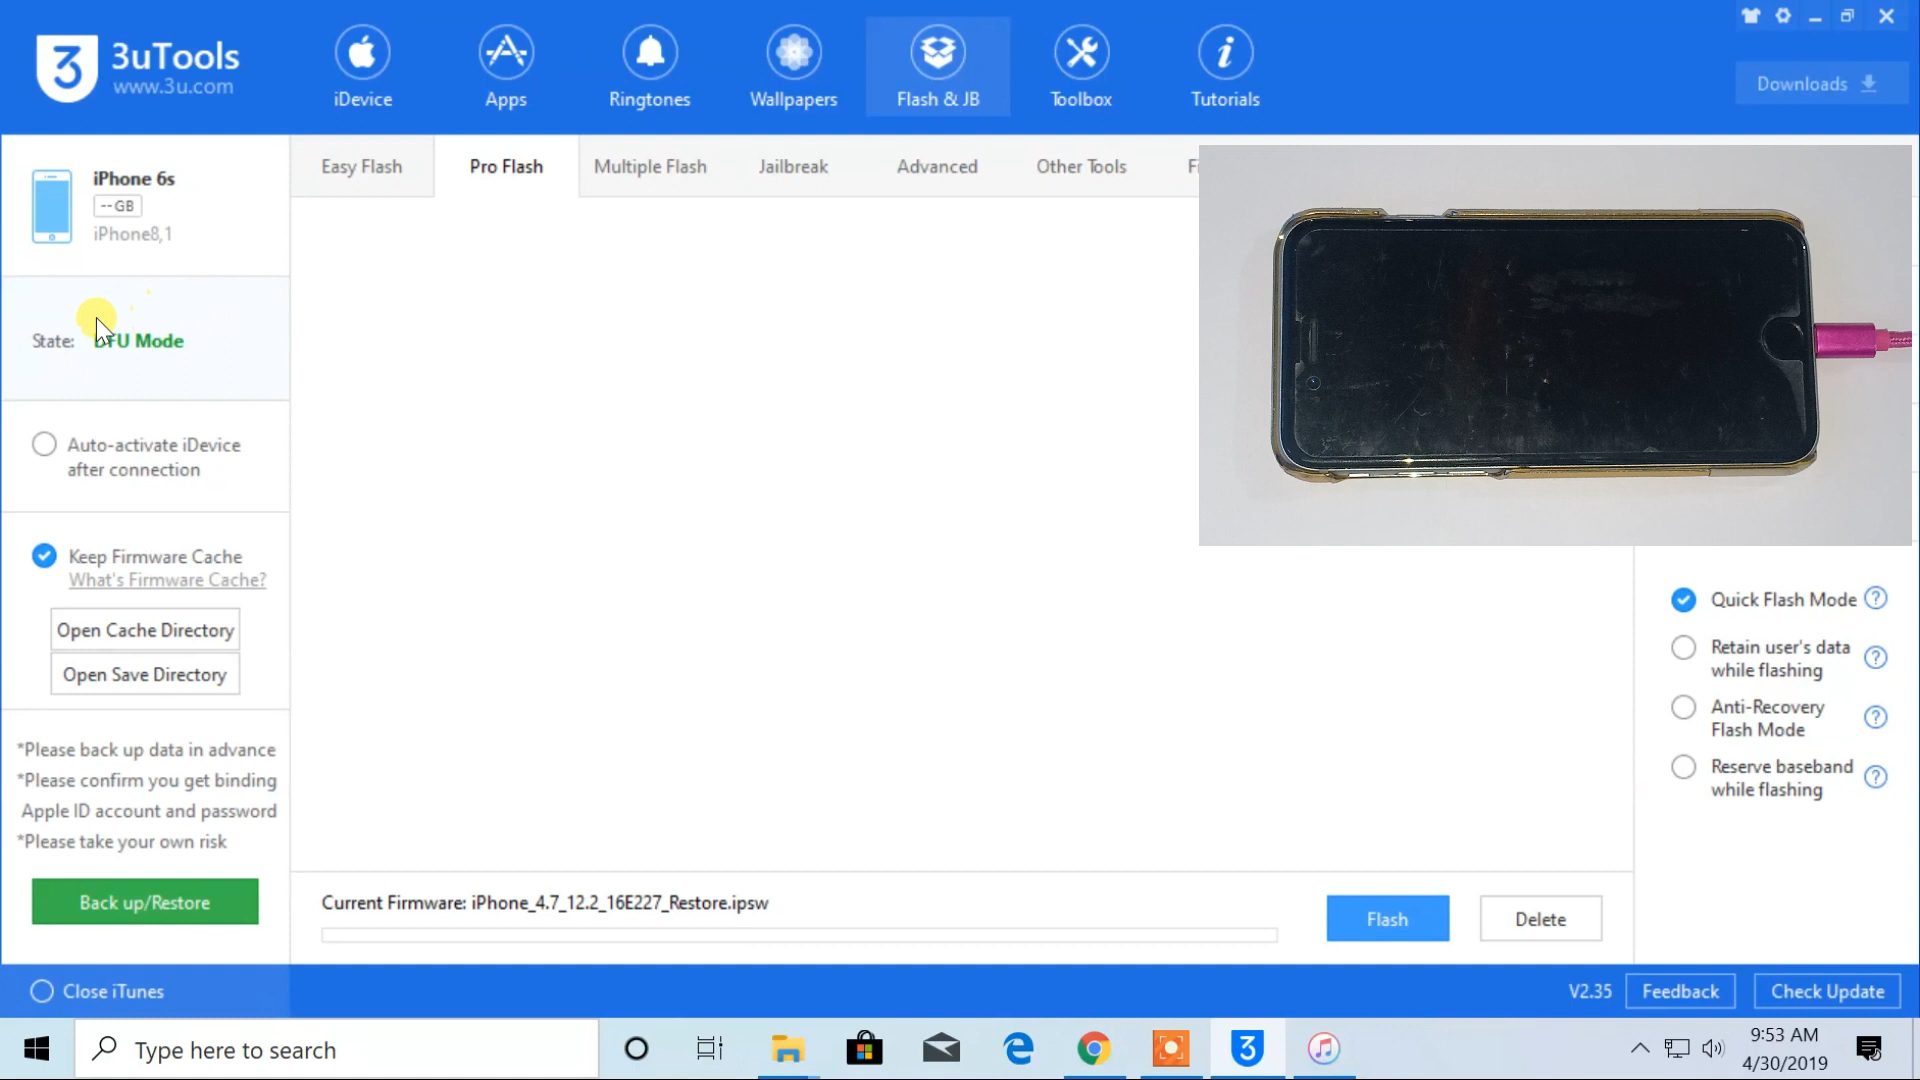 3 3uTools
www.3u.com
iDevice
Apps
Ringtones
Wallpapers
Flash & JB
Toolbox
Tutorials
Downloads
iPhone 6s
--GB
iPhone8,1
Easy Flash
Pro Flash
Multiple Flash
Jailbreak
Advanced
Other Tools
State: DFU Mode
Auto-activate iDevice
after connection
Keep Firmware Cache
What's Firmware Cache?
Open Cache Directory
Open Save Directory
*Please back up data in advance
*Please confirm you get binding
Apple ID account and password
*Please take your own risk
Back up/Restore
Quick Flash Mode ?
Retain user's data
while flashing ?
Anti-Recovery
Flash Mode ?
Reserve baseband
while flashing ?
Current Firmware: iPhone_4.7_12.2_16E227_Restore.ipsw
Flash
Delete
Close iTunes
V2.35
Feedback
Check Update
Type here to search
9:53 AM
4/30/2019